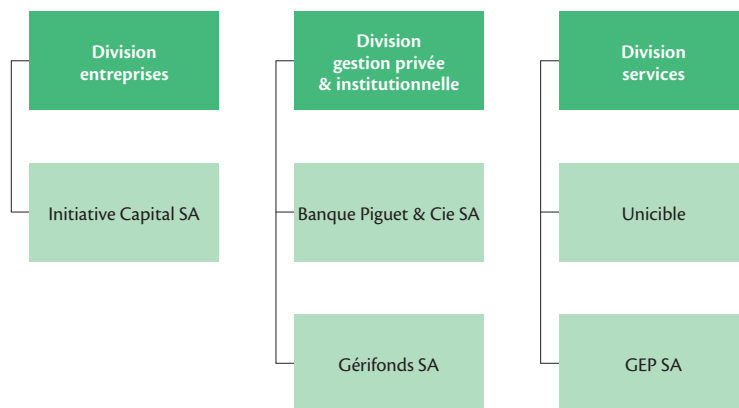 Division
entreprises
Division
gestion privée
& institutionnelle
Division
services
Initiative Capital SA
Banque Piguet & Cie SA
Unicible
Gérifonds SA
GEP SA